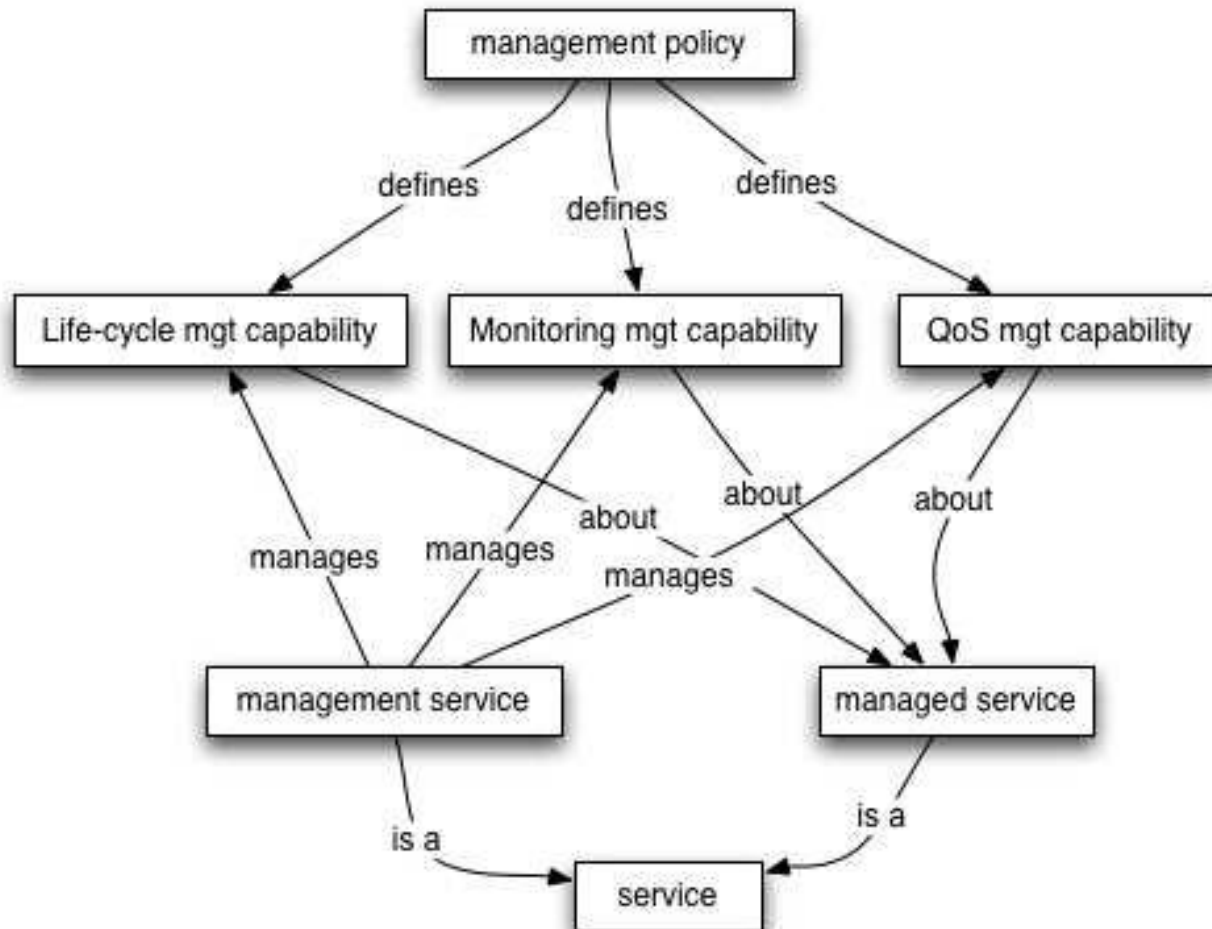 management policy
defines
defines
defines
Life-cycle mgt capability
Monitoring mgt capability
QoS mgt capability
about
about
about
manages
manages
manages
management service
managed service
is a
is a
service